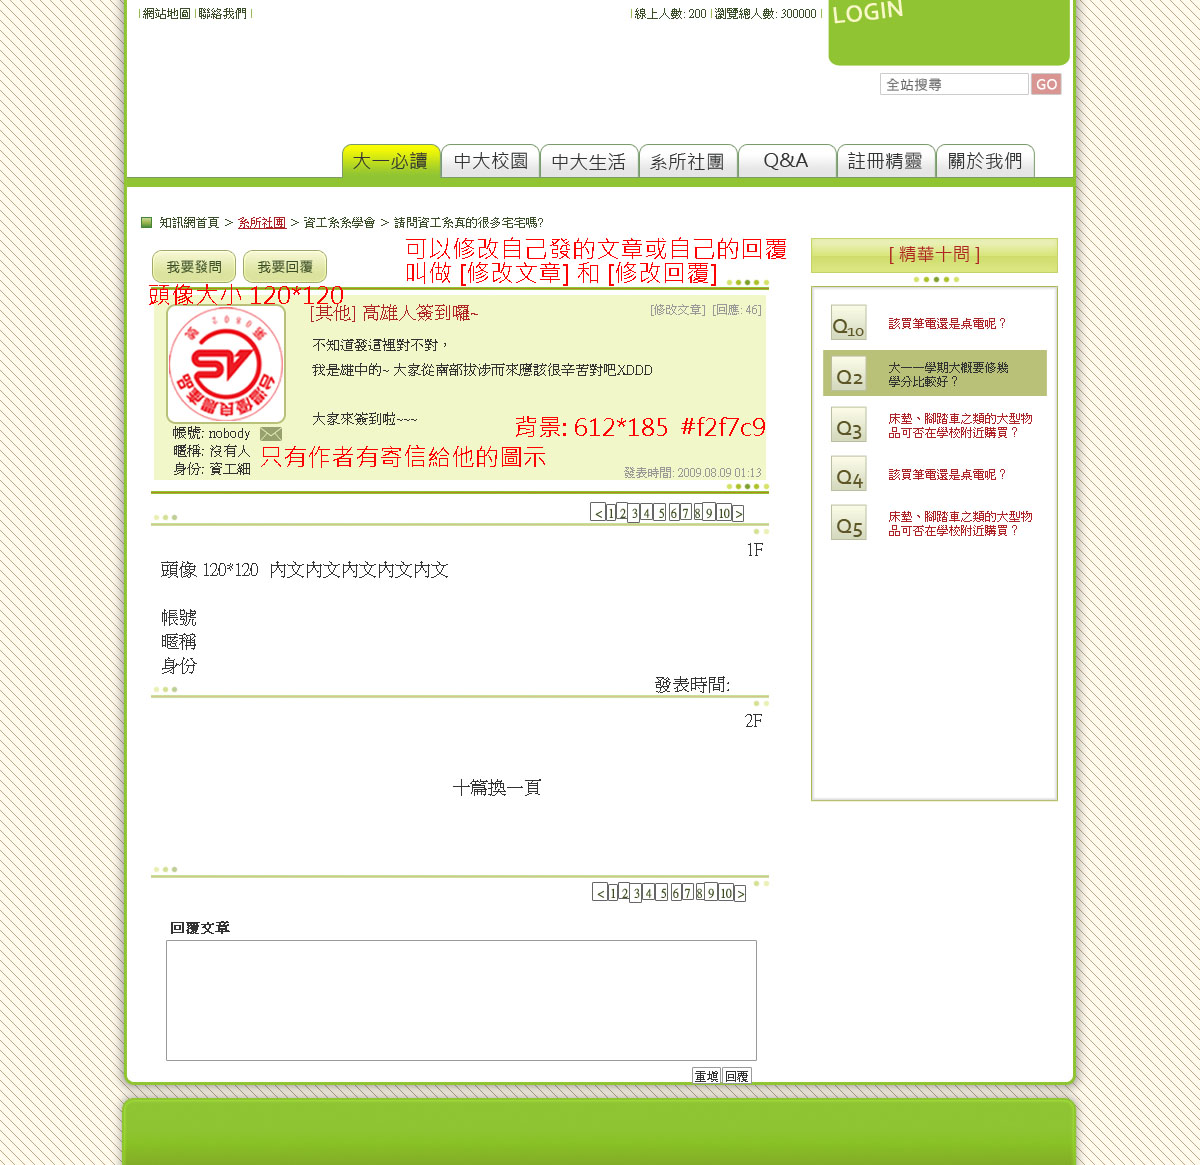 網站地圖 | 聯絡我們
線上人數: 200 | 瀏覽總人數: 300000
LOGIN
全站搜尋 GO
大一必讀 中大校園 中大生活 系所社團 Q&A 註冊精靈 關於我們
知訊網首頁 > 系所社團 > 資工系系學會 > 請問資工系真的很多宅宅嗎?
可以修改自己發的文章或自己的回覆
叫做 [修改文章] 和 [修改回覆]
我要發問 我要回覆
頭像大小 120*120
[其他] 高雄人簽到囉~
[修改文章] [回應: 46]
不知道發這裡對不對，
我是雄中的~ 大家從南部拔涉而來應該很辛苦對吧XDDD
大家來簽到啦~~~
背景: 612*185 #f2f7c9
台灣優良農產品
帳號: nobody
暱稱: 沒有人
身份: 資工細
只有作者有寄信給他的圖示
發表時間: 2009.08.09 01:13
< 1 2 3 4 5 6 7 8 9 10 >
1F
頭像 120*120 內文內文內文內文內文
帳號
暱稱
身份
發表時間:
2F
十篇換一頁
< 1 2 3 4 5 6 7 8 9 10 >
回覆文章
重填 回覆
[ 精華十問 ]
Q10 該買筆電還是桌電呢？
Q2 大一一學期大概要修幾
學分比較好？
Q3 床墊、腳踏車之類的大型物
品可否在學校附近購買？
Q4 該買筆電還是桌電呢？
Q5 床墊、腳踏車之類的大型物
品可否在學校附近購買？